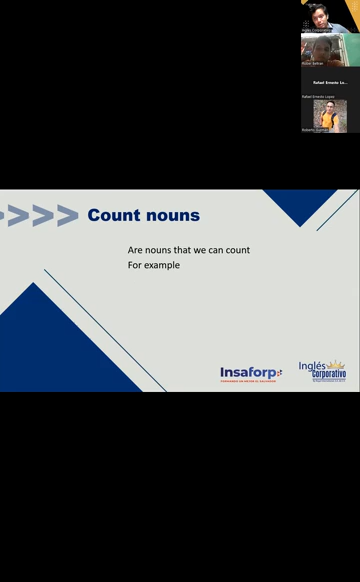 Rafael Ernesto Lo...
Rafael Ernesto Lopez
>>>> Count nouns
Are nouns that we can count
For example
Insaforp
Inglés
Corporativo